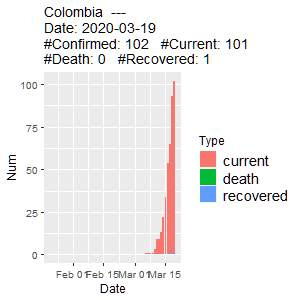 Colombia  ---
Date: 2020-03-19
#Confirmed: 102   #Current: 101
#Death: 0   #Recovered: 1
100
75
50
25
0
Num
Feb 01 Feb 15 Mar 01 Mar 15
Date
Type
current
death
recovered